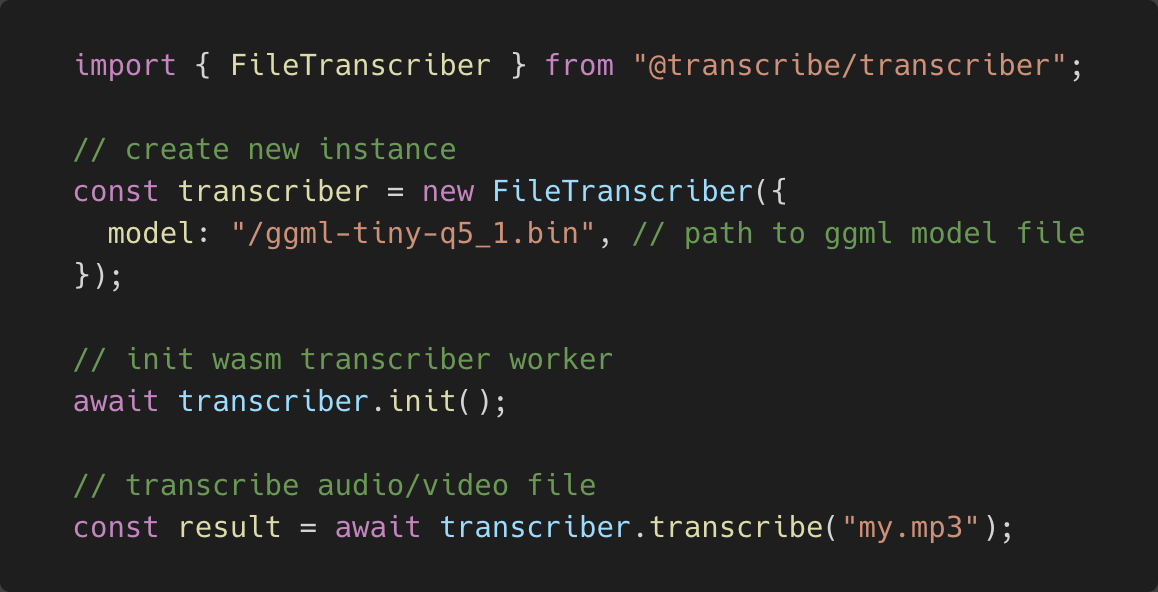 import { FileTranscriber } from "@transcribe/transcriber";

// create new instance
const transcriber = new FileTranscriber({
  model: "/ggml-tiny-q5_1.bin", // path to ggml model file
});

// init wasm transcriber worker
await transcriber.init();

// transcribe audio/video file
const result = await transcriber.transcribe("my.mp3");